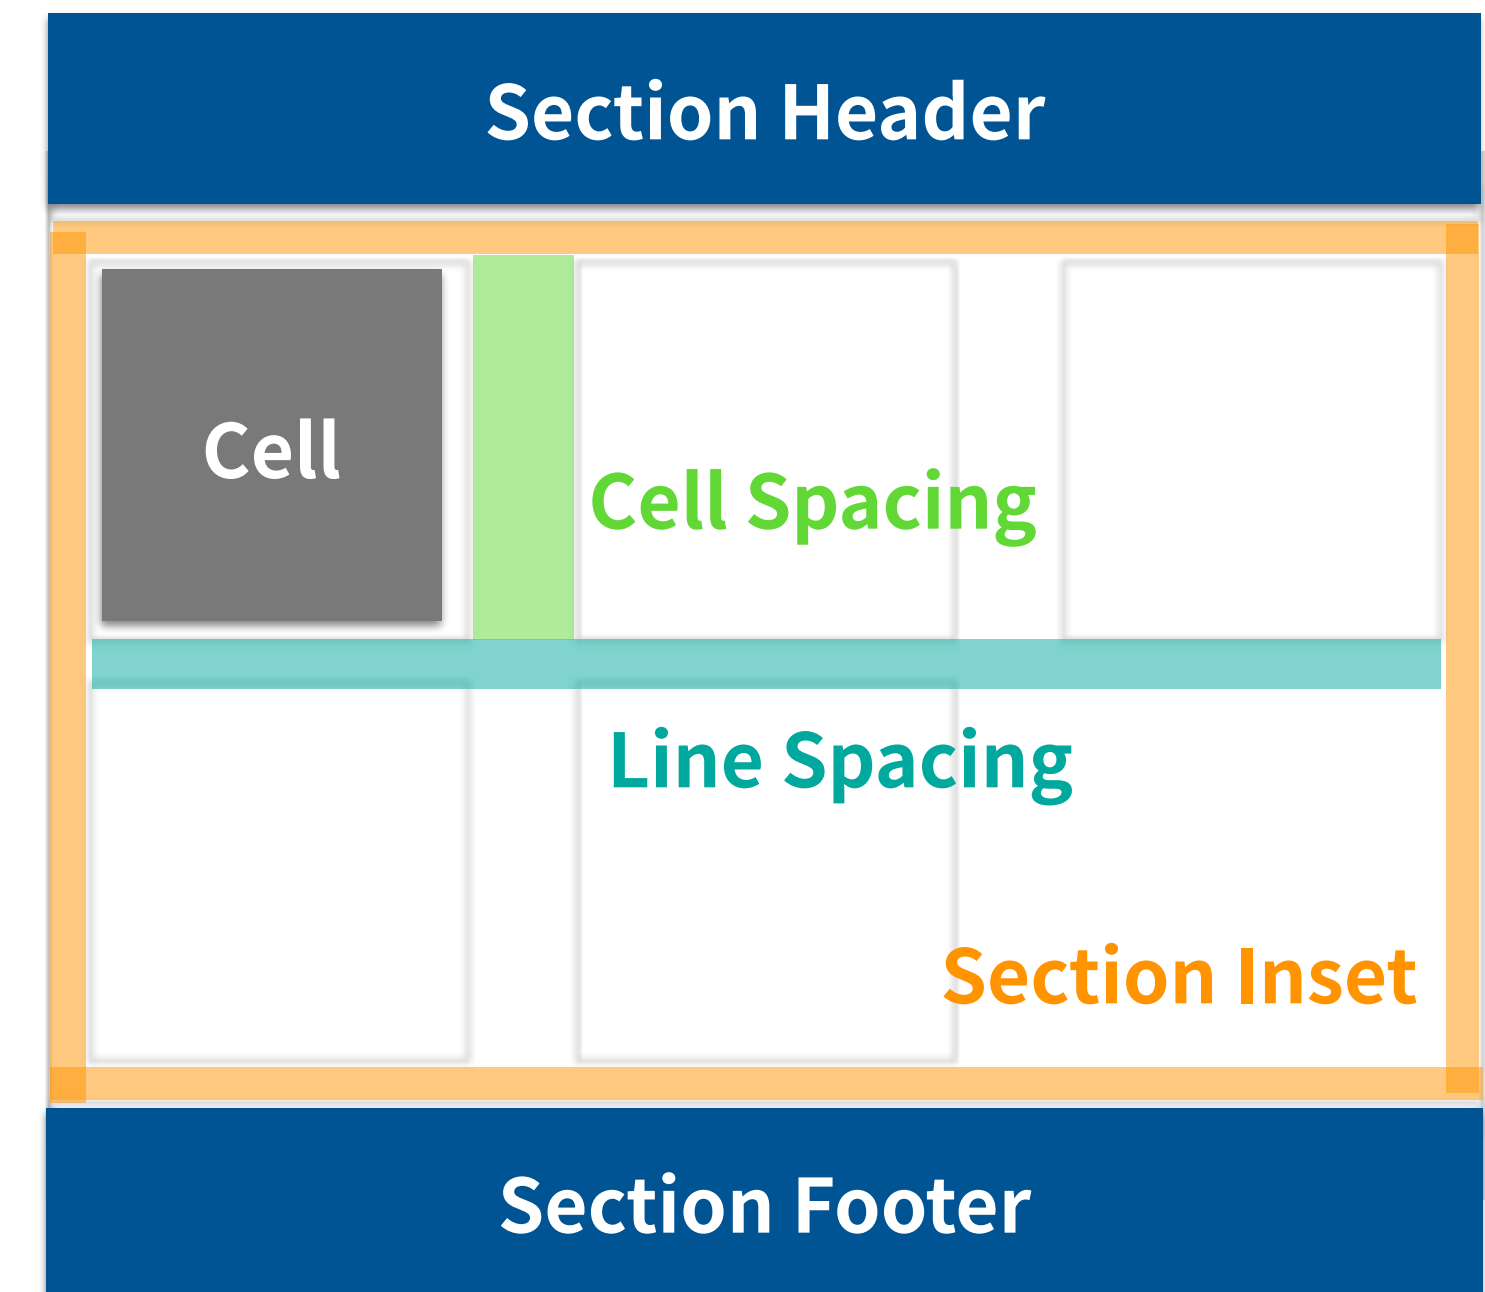 Section Header
Cell
Cell Spacing
Line Spacing
Section Inset
Section Footer